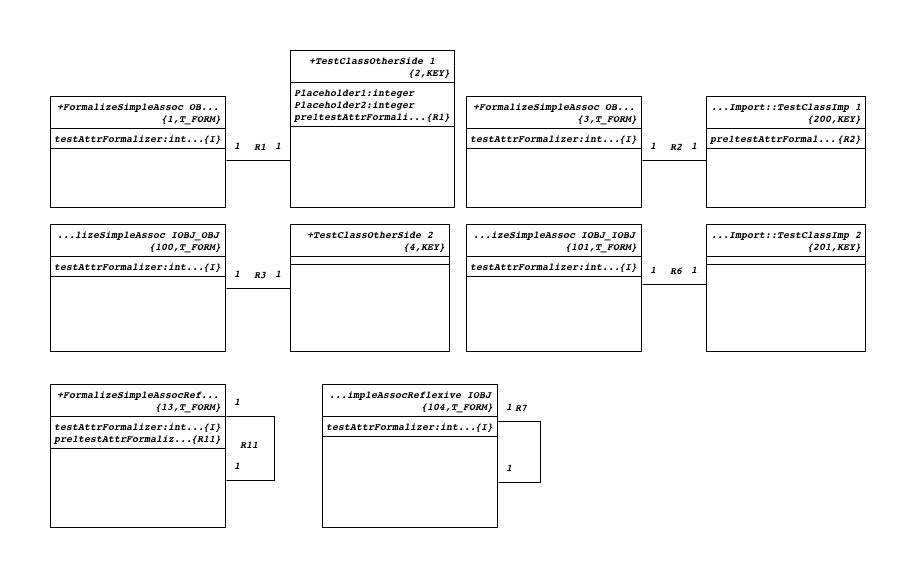 +TestClassOtherSide 1
{2,KEY}
Placeholder1:integer
Placeholder2:integer
preltestAttrFormali...{R1}
+FormalizeSimpleAssoc OB...
{1,T_FORM}
testAttrFormalizer:int...{I}
1 R1 1
+FormalizeSimpleAssoc OB...
{3,T_FORM}
testAttrFormalizer:int...{I}
1 R2 1
...Import::TestClassImp 1
{200,KEY}
preltestAttrFormal...{R2}
...lizeSimpleAssoc IOBJ_OBJ
{100,T_FORM}
testAttrFormalizer:int...{I}
1 R3 1
+TestClassOtherSide 2
{4,KEY}
...izeSimpleAssoc IOBJ_IOBJ
{101,T_FORM}
testAttrFormalizer:int...{I}
1 R6 1
...Import::TestClassImp 2
{201,KEY}
+FormalizeSimpleAssocRef...
{13,T_FORM}
testAttrFormalizer:int...{I}
preltestAttrFormaliz...{R11}
1
R11
1
...impleAssocReflexive IOBJ
{104,T_FORM}
testAttrFormalizer:int...{I}
1 R7
1